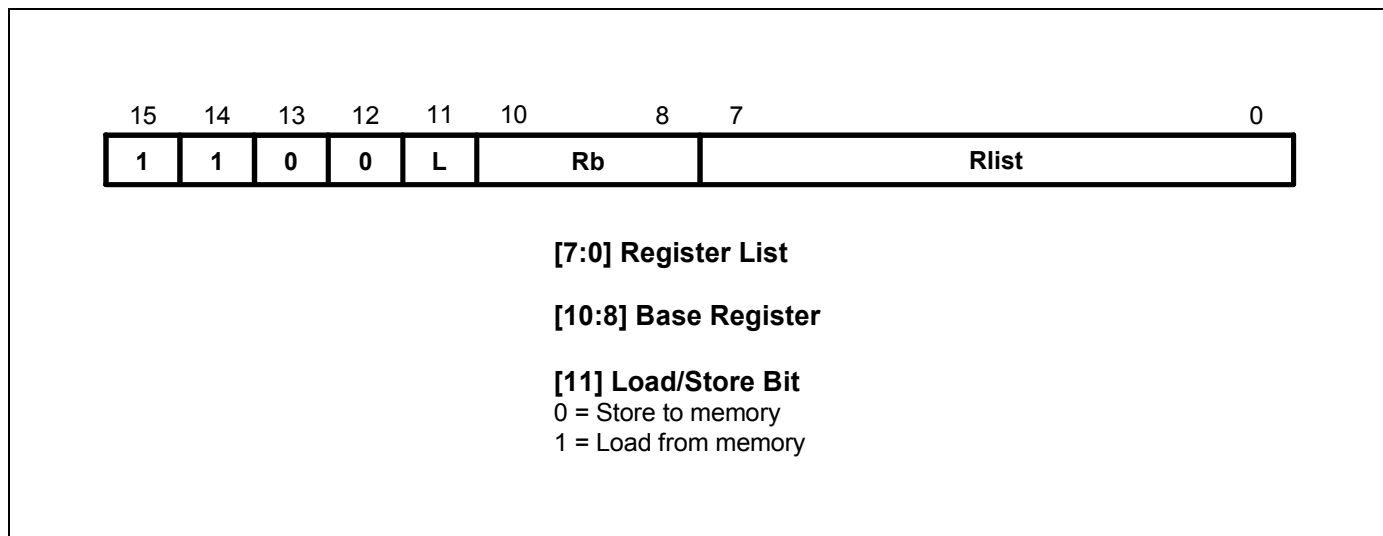 15 14 13 12 11 10 8 7 0
1 1 0 0 L Rb Rlist
[7:0] Register List
[10:8] Base Register
[11] Load/Store Bit
0 = Store to memory
1 = Load from memory